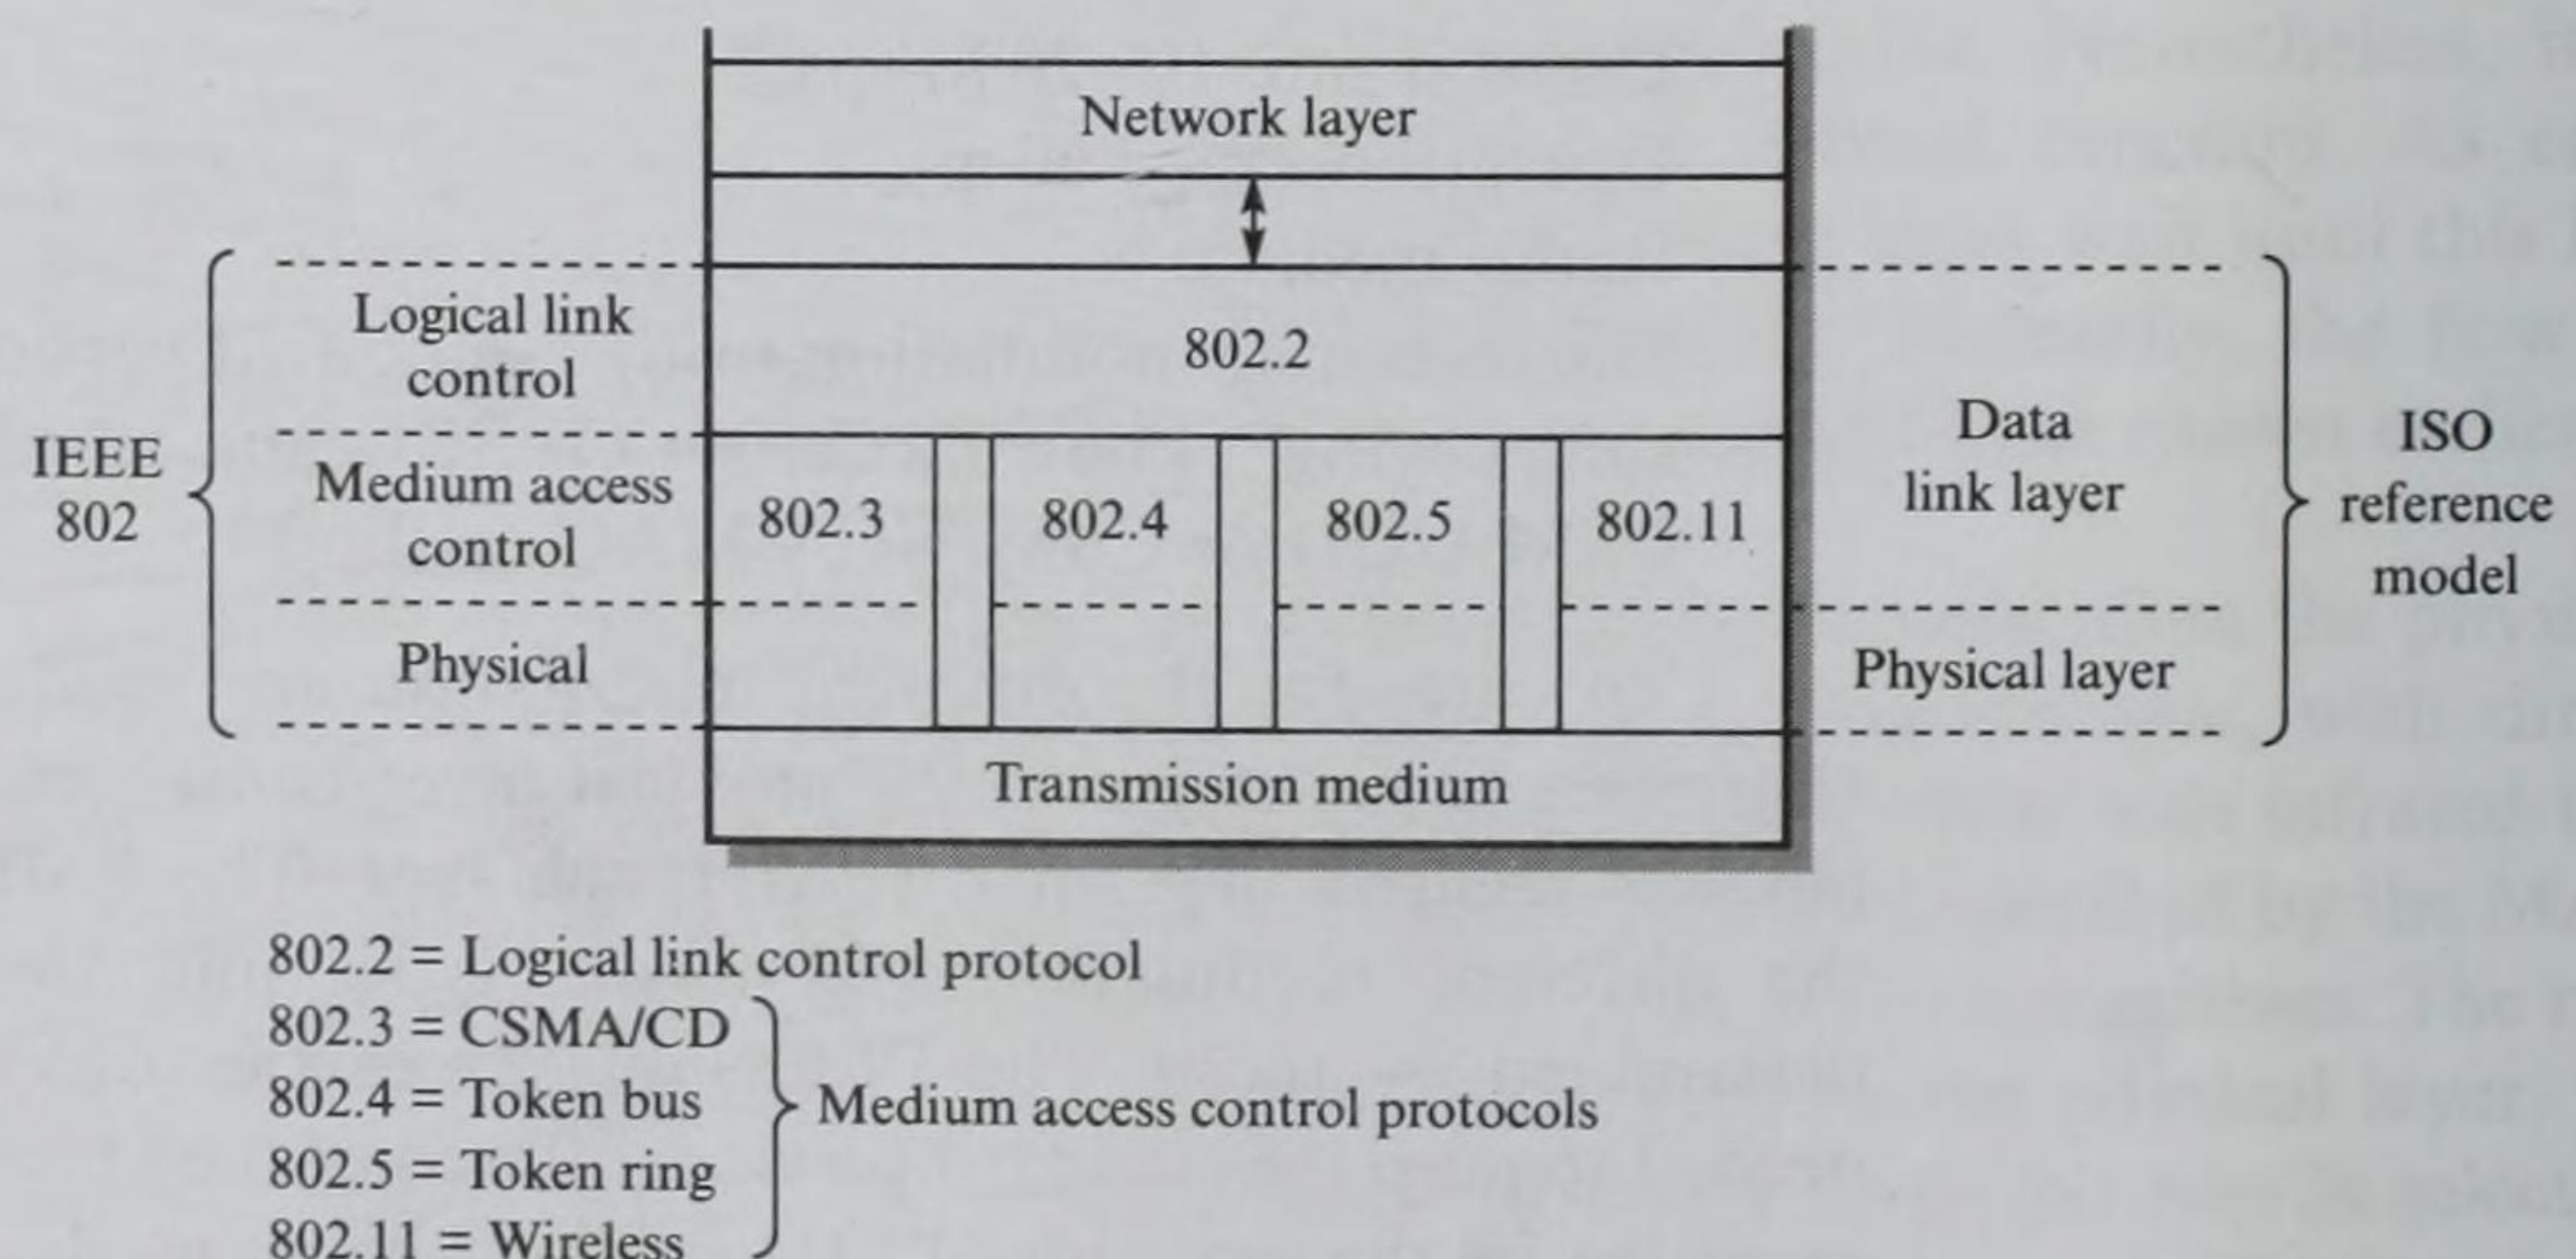 Network layer
Logical link
control
802.2
IEEE
802
Medium access
control
802.3
802.4
802.5
802.11
Data
link layer
ISO
reference
model
Physical
Physical layer
Transmission medium
802.2 = Logical link control protocol
802.3 = CSMA/CD
802.4 = Token bus
Medium access control protocols
802.5 = Token ring
802.11 = Wireless